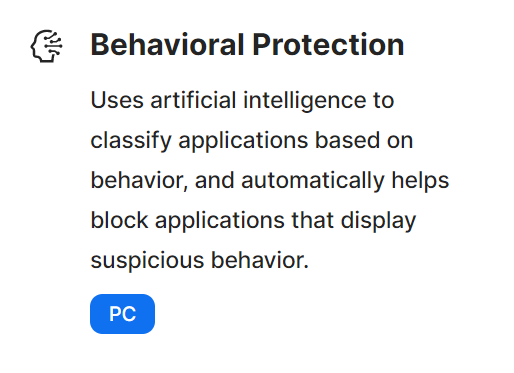 Behavioral Protection
Uses artificial intelligence to
classify applications based on
behavior, and automatically helps
block applications that display
suspicious behavior.
PC